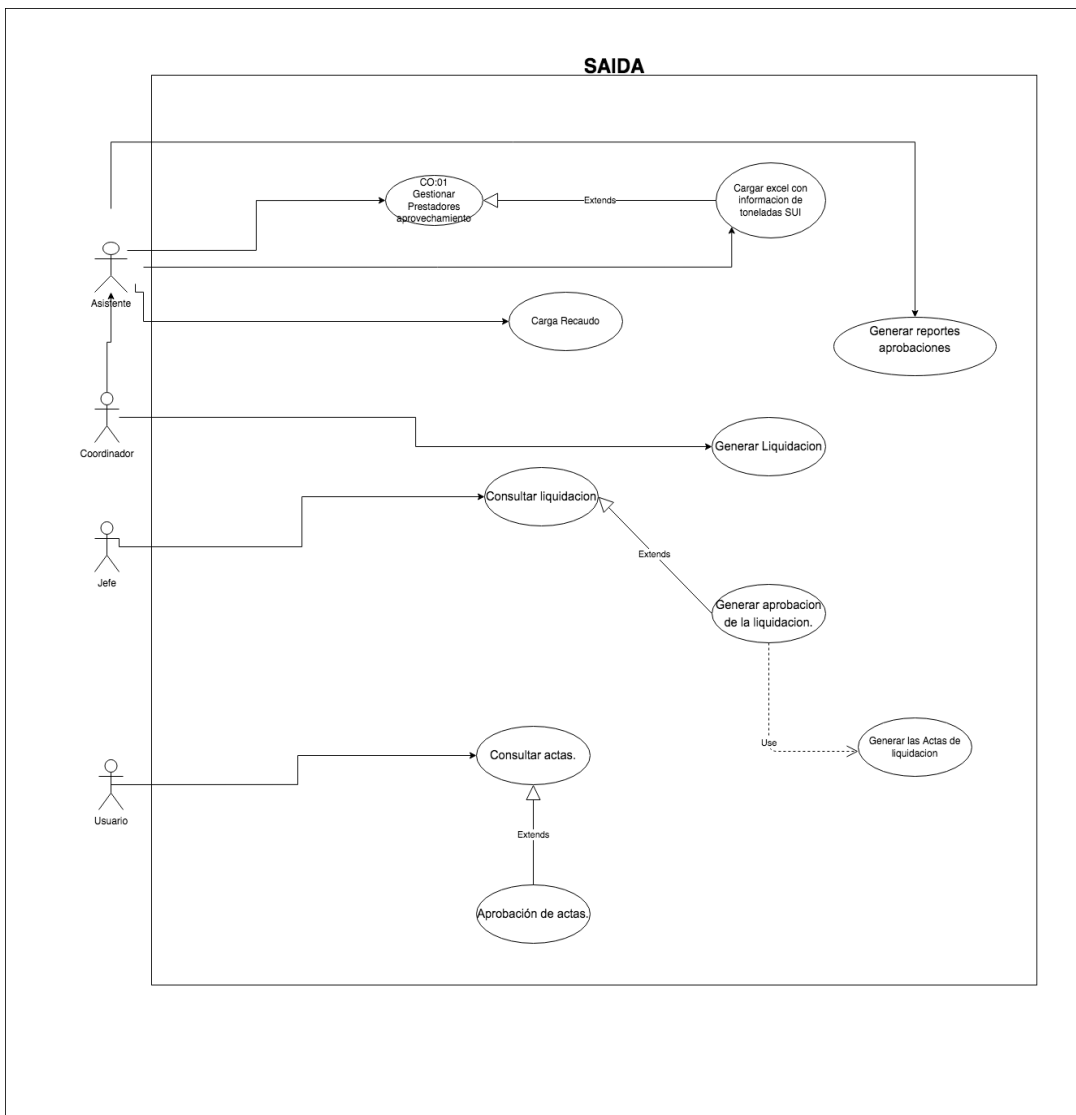 SAIDA
CO:01
Gestionar
Prestadores
aprovechamiento
Extends
Cargar excel con
informacion de
toneladas SUI
Asistente
Carga Recaudo
Generar reportes
aprobaciones
Coordinador
Generar Liquidacion
Consultar liquidacion
Jefe
Extends
Generar aprobacion
de la liquidacion.
Use
Generar las Actas de
liquidacion
Consultar actas.
Usuario
Extends
Aprobación de actas.